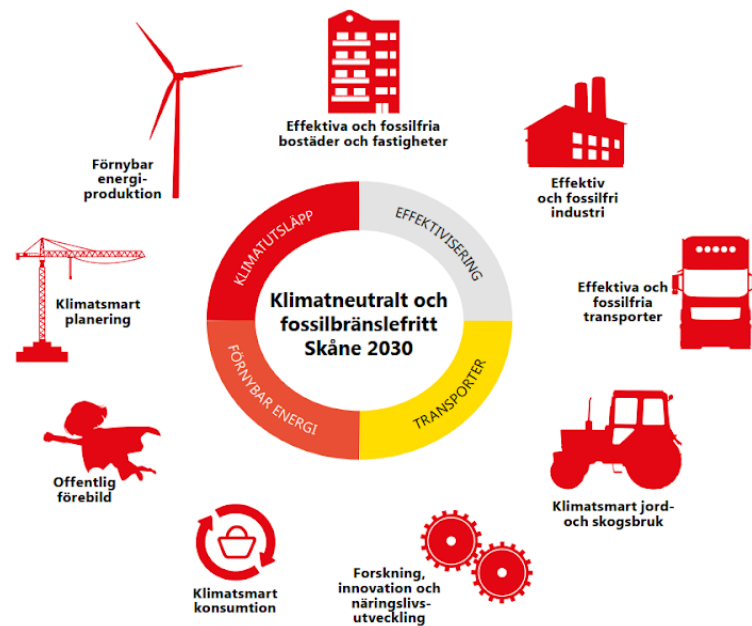 Effektiva och fossilfria
bostäder och fastigheter
Förnybar
energi-
produktion
Effektiv
och fossilfri
industri
KLIMATUTSLÄPP
EFFEKTIVISERING
Klimatsmart
planering
Klimatneutralt och
fossilbränslefritt
Skåne 2030
Effektiva och
fossilfria
transporter
FÖRNYBAR ENERGI
TRANSPORTER
Offentlig
förebild
Klimatsmart jord-
och skogsbruk
Klimatsmart
konsumtion
Forskning,
innovation och
näringslivs-
utveckling